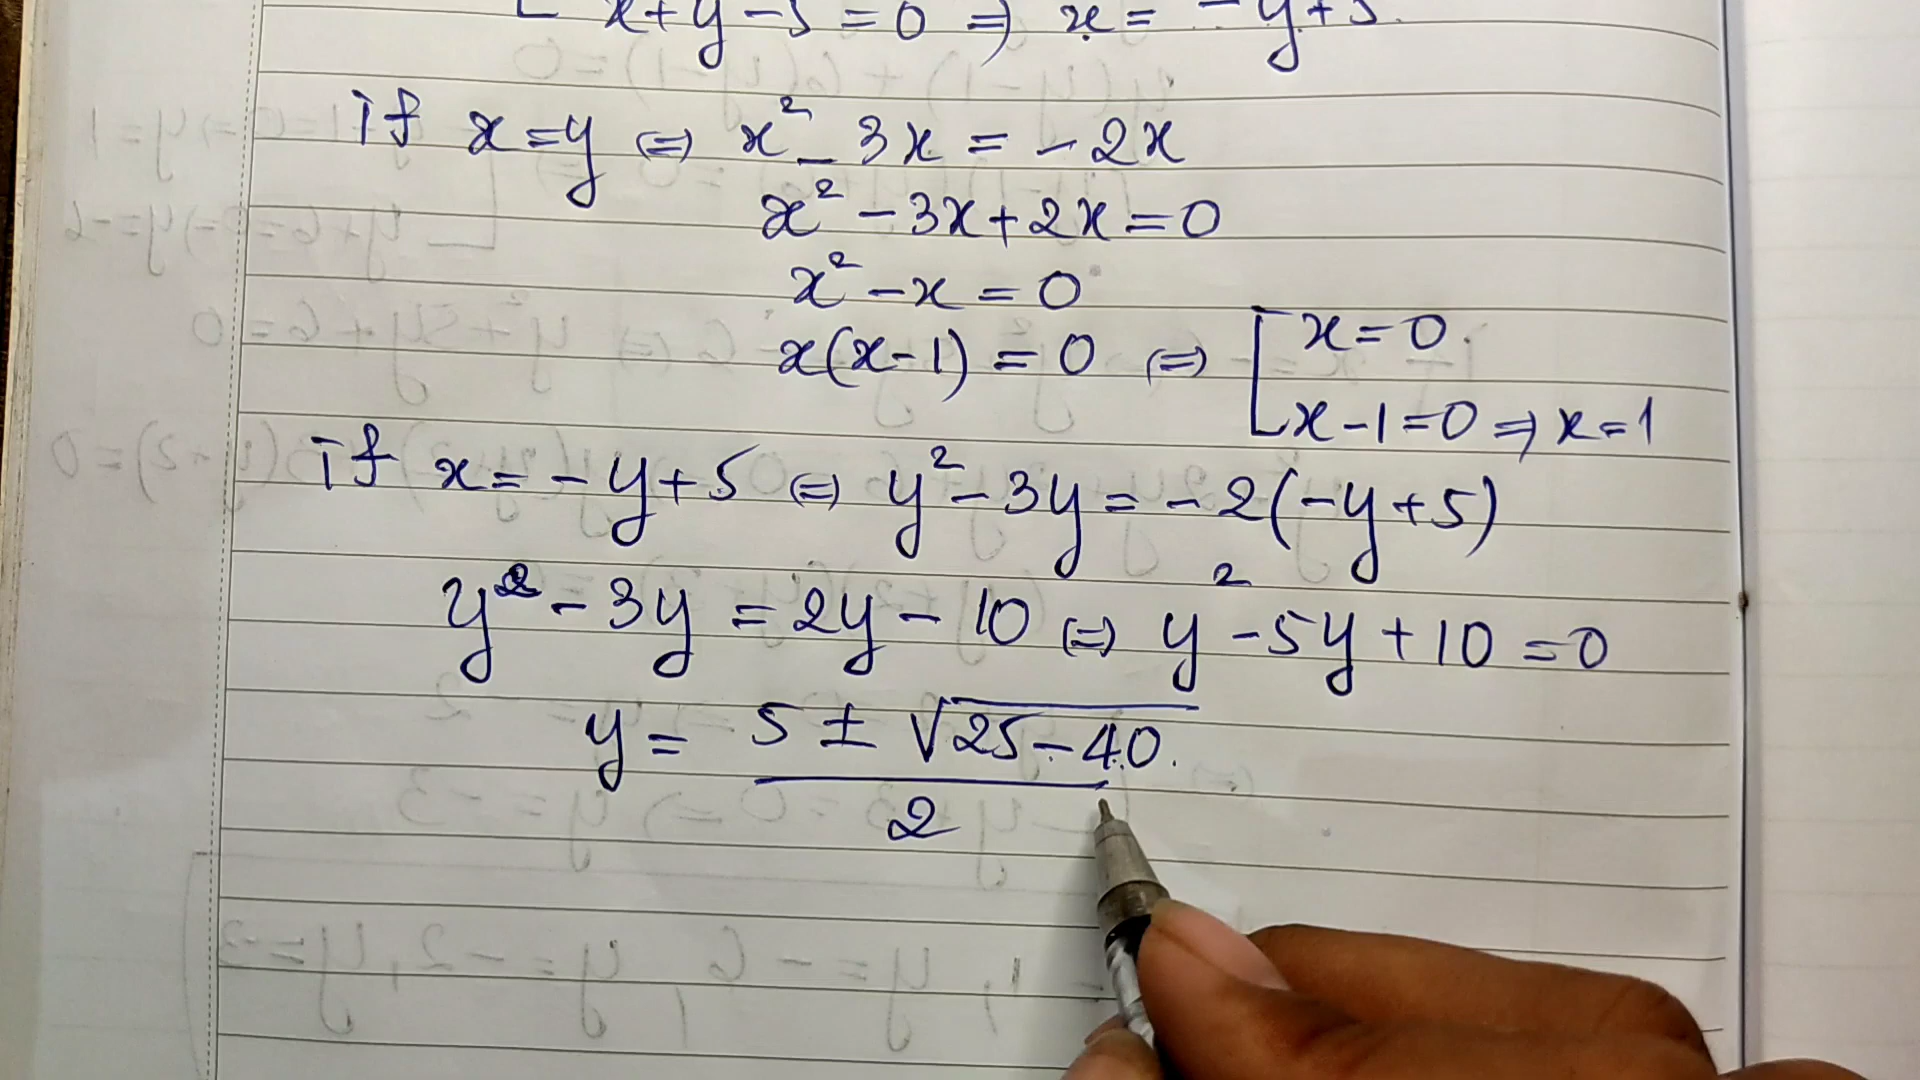 x+y-5=0 ⇒ x= -y+5
if x=y ⇔ x² - 3x = -2x
x² - 3x + 2x = 0
x² - x = 0
x(x-1) = 0 ⇔ [ x=0
x-1=0 ⇒ x=1
if x = -y+5 ⇔ y² - 3y = -2(-y+5)
y² - 3y = 2y - 10 ⇔ y² - 5y + 10 = 0
y = (5 ± √(25-40))/2